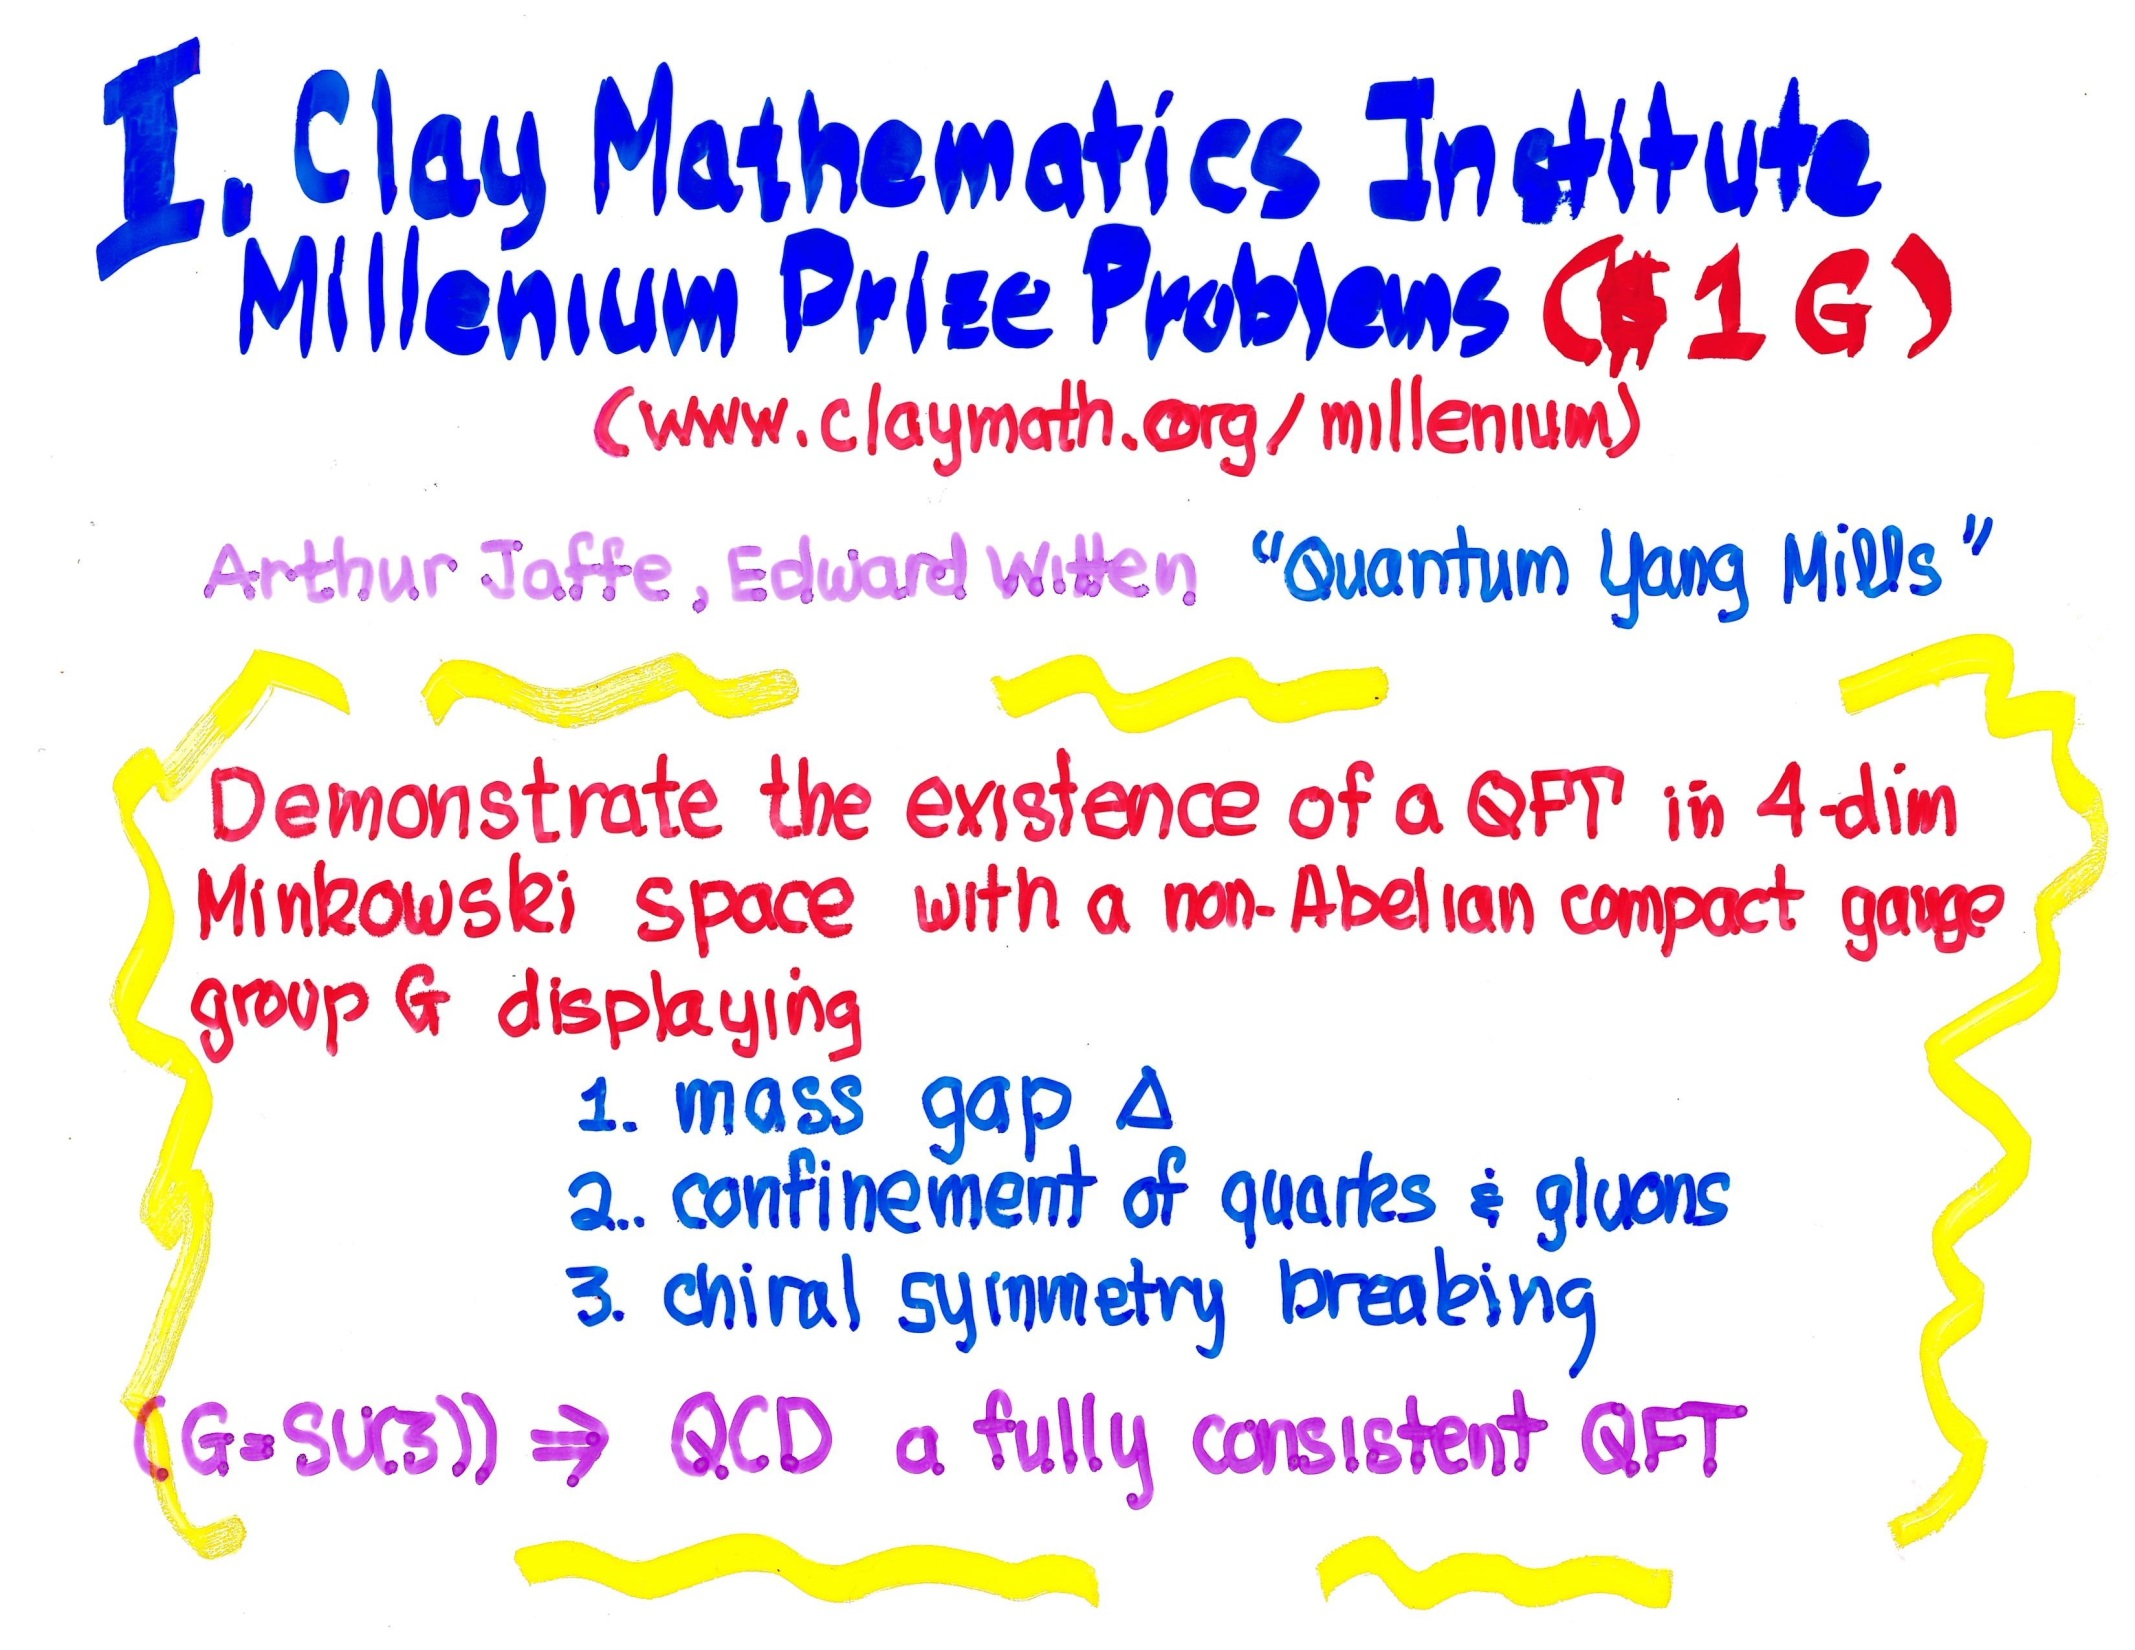 I. Clay Mathematics Institute
Millenium Prize Problems ($1G)
(www.claymath.org/millenium)
Arthur Jaffe, Edward Witten "Quantum Yang Mills"
Demonstrate the existence of a QFT in 4-dim
Minkowski space with a non-Abelian compact gauge
group G displaying
1. mass gap Δ
2.. confinement of quarks & gluons
3. chiral symmetry breaking
(G=SU(3)) ⇒ QCD a fully consistent QFT